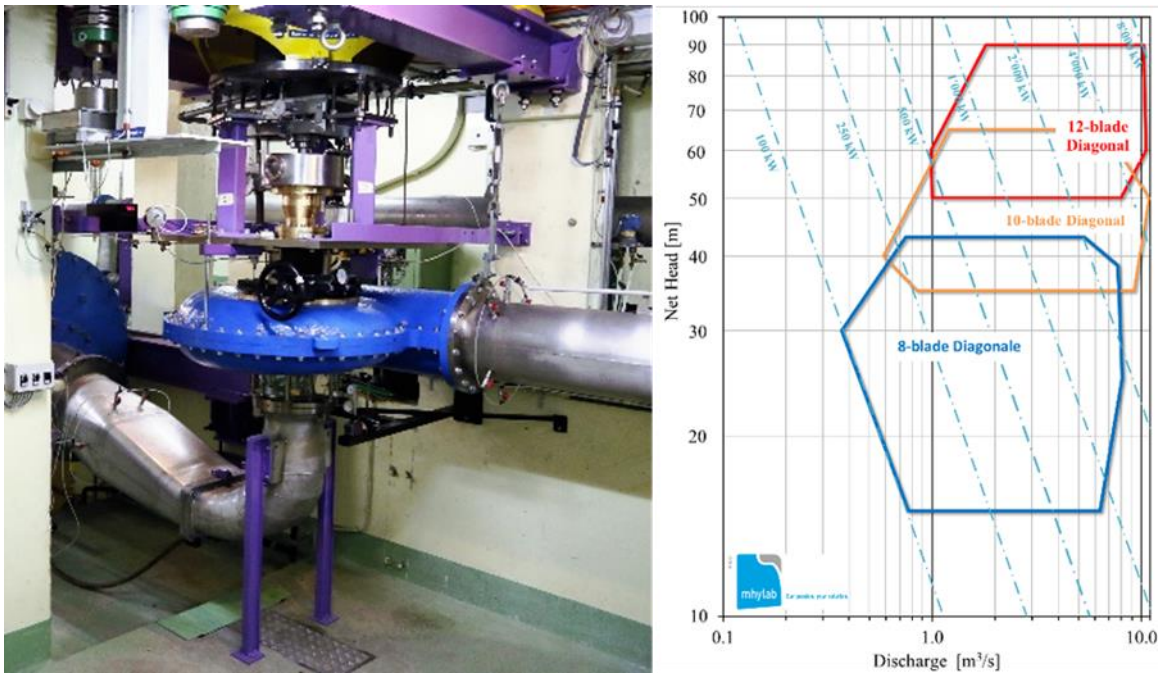 100
90
80
70
60
50
40
30
20
10
Net Head [m]
100 kW
250 kW
500 kW
1'000 kW
2'000 kW
4'000 kW
8'000 kW
12-blade
Diagonal
10-blade Diagonal
8-blade Diagonale
mhylab
0.1
1.0
10.0
Discharge [m³/s]